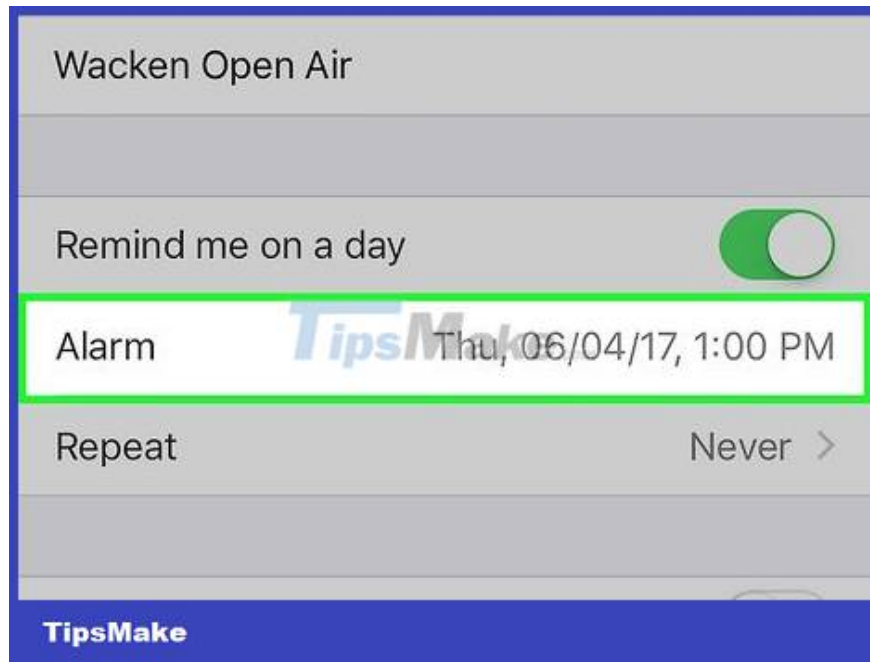 Wacken Open Air
Remind me on a day
Alarm Thu, 06/04/17, 1:00 PM
TipsMake
Repeat Never >
TipsMake